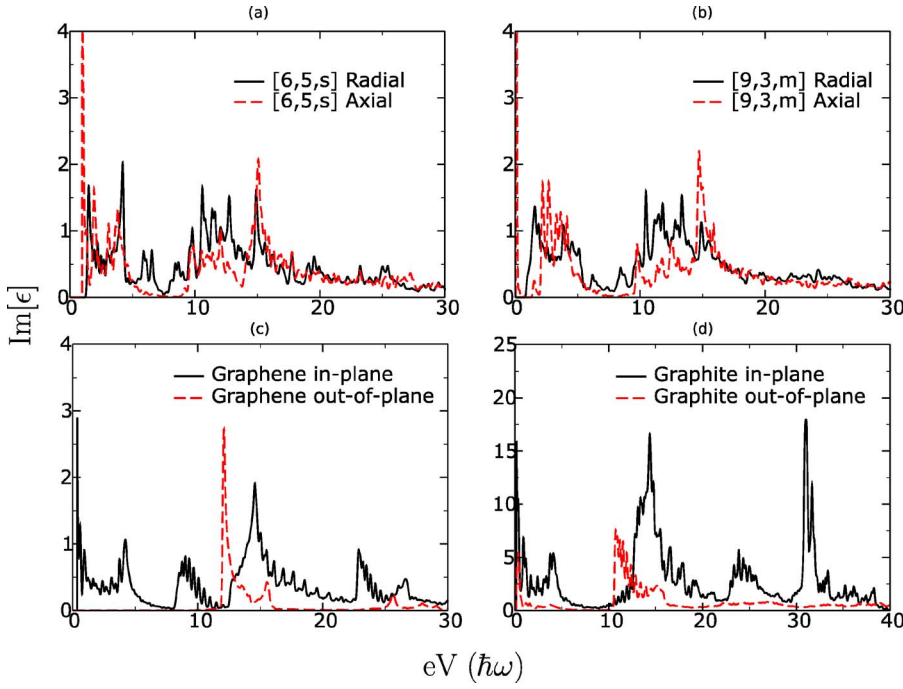 (a)
(b)
4
3
2
1
0
0
10
20
30
[6,5,s] Radial
[6,5,s] Axial
4
3
2
1
0
0
10
20
30
[9,3,m] Radial
[9,3,m] Axial
Im[ϵ]
(c)
(d)
4
3
2
1
0
0
10
20
30
Graphene in-plane
Graphene out-of-plane
25
20
15
10
5
0
0
10
20
30
40
Graphite in-plane
Graphite out-of-plane
eV (ℏω)